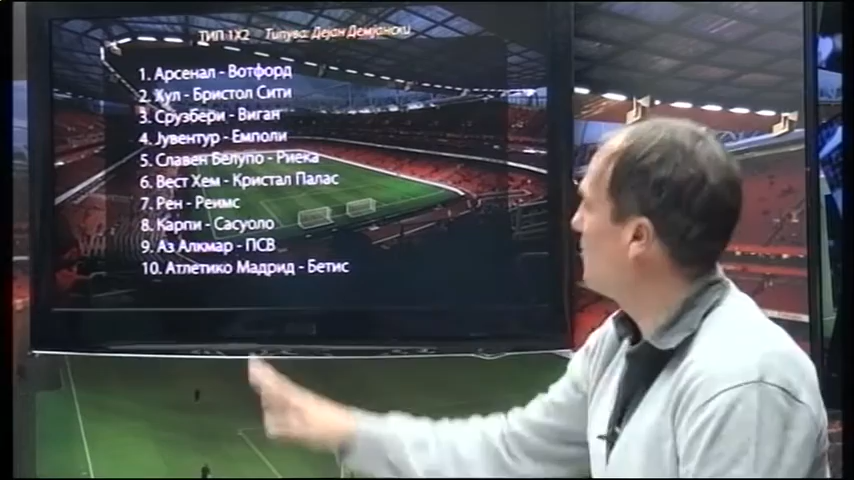 ТИП 1X2 Типува: Дејан Демјански
1. Арсенал - Вотфорд
2. Хул - Бристол Сити
3. Срузбери - Виган
4. Јувентур - Емполи
5. Славен Белупо - Риека
6. Вест Хем - Кристал Палас
7. Рен - Реимс
8. Карпи - Сасуоло
9. Аз Алкмар - ПСВ
10. Атлетико Мадрид - Бетис